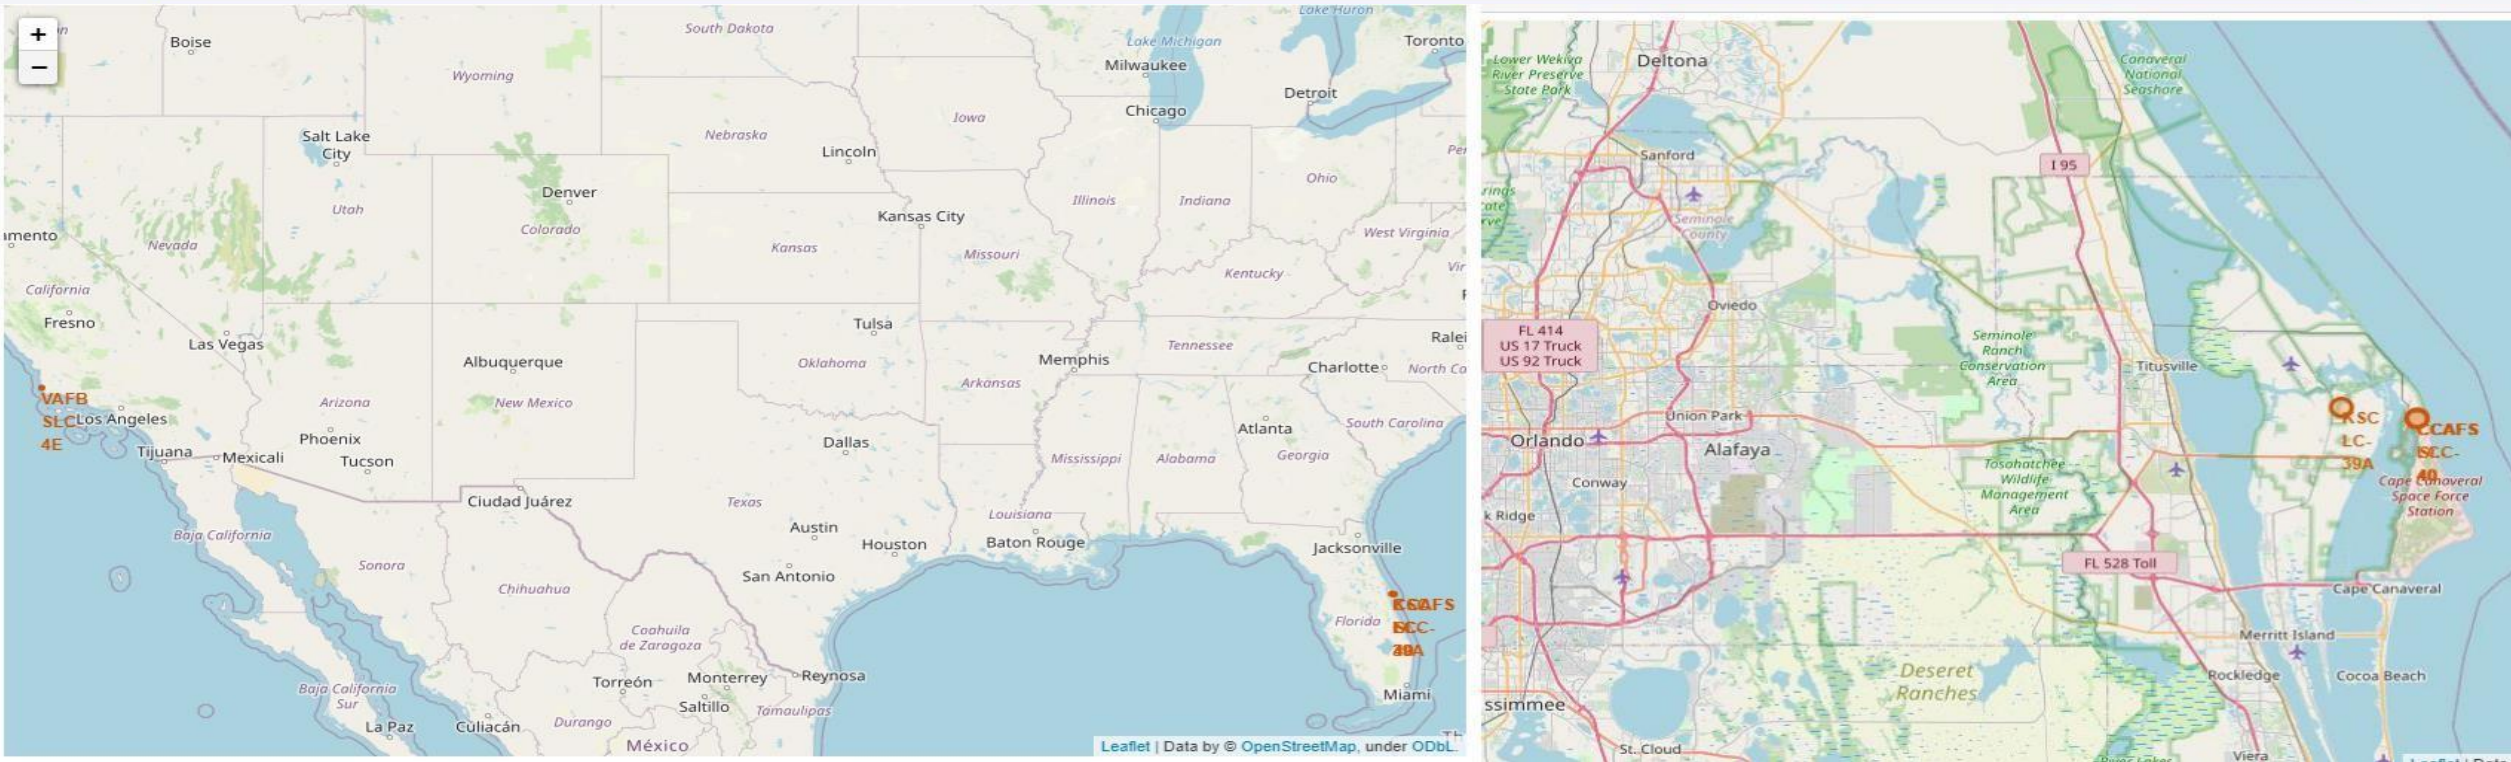 +
−
Boise
South Dakota
Lake Huron
Toronto
Lake Michigan
Milwaukee
Wyoming
Detroit
Chicago
Iowa
Salt Lake
City
Nebraska
Lincoln
Ohio
Denver
Utah
Illinois
Indiana
Kansas City
Colorado
Nevada
Kansas
Missouri
West Virginia
Kentucky
California
Fresno
Las Vegas
Tulsa
Albuquerque
Oklahoma
Memphis
Tennessee
Charlotte
North Ca
Arkansas
VAFB
SLC-
4E
Los Angeles
Arizona
New Mexico
Phoenix
Tucson
Tijuana
Mexicali
Dallas
Atlanta
South Carolina
Mississippi
Alabama
Georgia
Ciudad Juárez
Texas
Louisiana
Austin
Houston
Baton Rouge
Jacksonville
Baja California
Sonora
Chihuahua
San Antonio
Florida
Coahuila
de Zaragoza
Torreón
Monterrey
Reynosa
Saltillo
Tamaulipas
Miami
Baja California
Sur
La Paz
Culiacán
Durango
México
Leaflet | Data by © OpenStreetMap, under ODbL.
Lower Wekiva
River Preserve
State Park
Deltona
Canaveral
National
Seashore
Sanford
I 95
Seminole
County
Oviedo
FL 414
US 17 Truck
US 92 Truck
Seminole
Ranch
Conservation
Area
Titusville
Union Park
Orlando
Alafaya
KSC
LC-
39A
CCAFS
SLC-
40
Cape Canaveral
Space Force
Station
Conway
Tosohatchee
Wildlife
Management
Area
k Ridge
FL 528 Toll
Cape Canaveral
Merritt Island
Deseret
Ranches
Rockledge
Cocoa Beach
ssimmee
St. Cloud
Viera